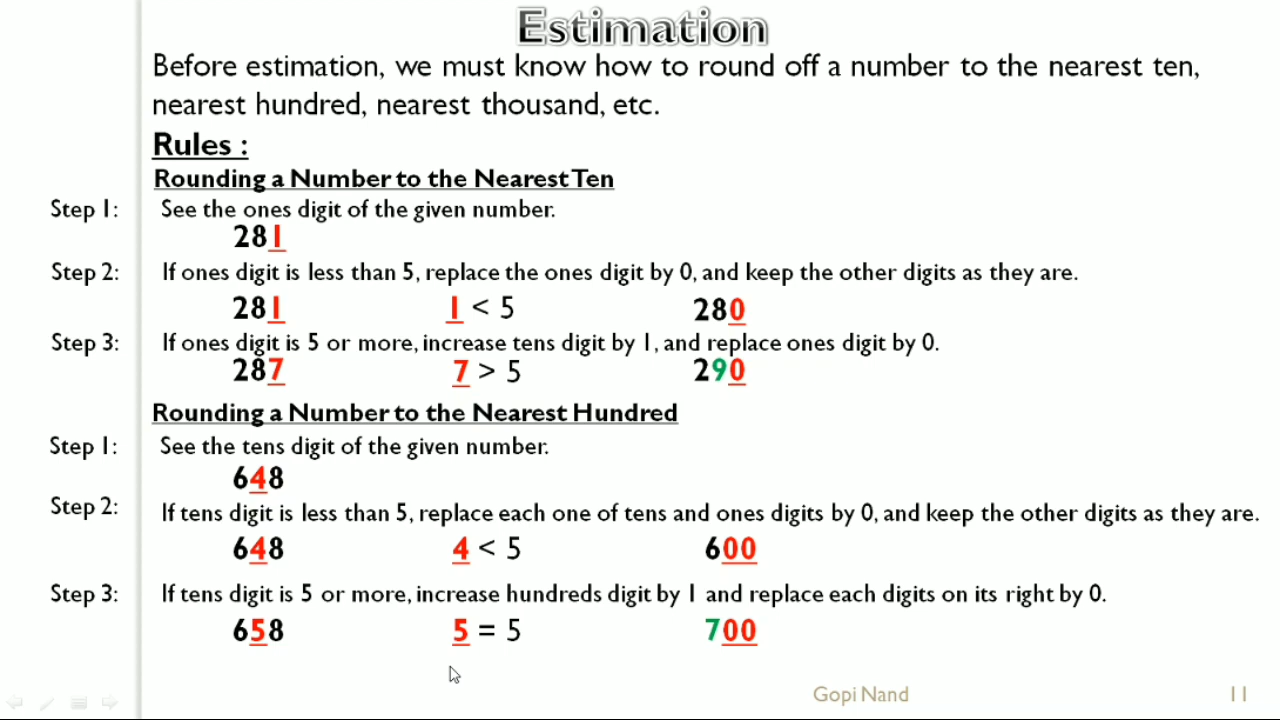 Estimation
Before estimation, we must know how to round off a number to the nearest ten,
nearest hundred, nearest thousand, etc.
Rules :
Rounding a Number to the Nearest Ten
Step 1: See the ones digit of the given number.
281
Step 2: If ones digit is less than 5, replace the ones digit by 0, and keep the other digits as they are.
281 1 < 5 280
Step 3: If ones digit is 5 or more, increase tens digit by 1, and replace ones digit by 0.
287 7 > 5 290
Rounding a Number to the Nearest Hundred
Step 1: See the tens digit of the given number.
648
Step 2: If tens digit is less than 5, replace each one of tens and ones digits by 0, and keep the other digits as they are.
648 4 < 5 600
Step 3: If tens digit is 5 or more, increase hundreds digit by 1 and replace each digits on its right by 0.
658 5 = 5 700
Gopi Nand 11